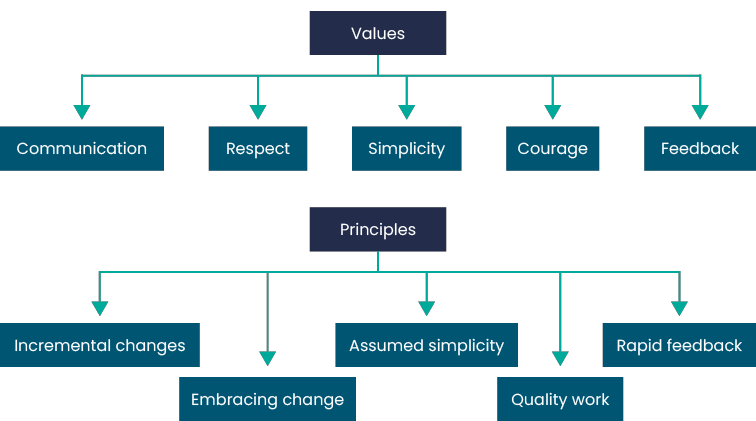 Values
Communication
Respect
Simplicity
Courage
Feedback
Principles
Incremental changes
Assumed simplicity
Rapid feedback
Embracing change
Quality work